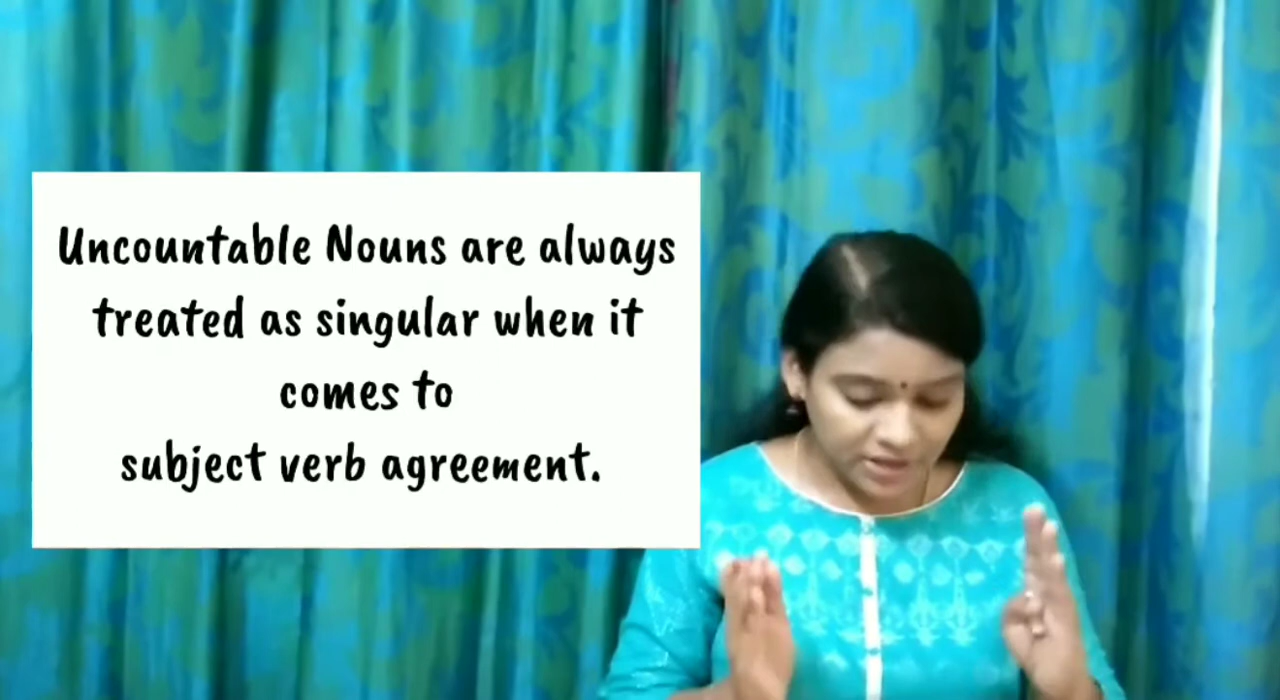 Uncountable Nouns are always
treated as singular when it
comes to
subject verb agreement.